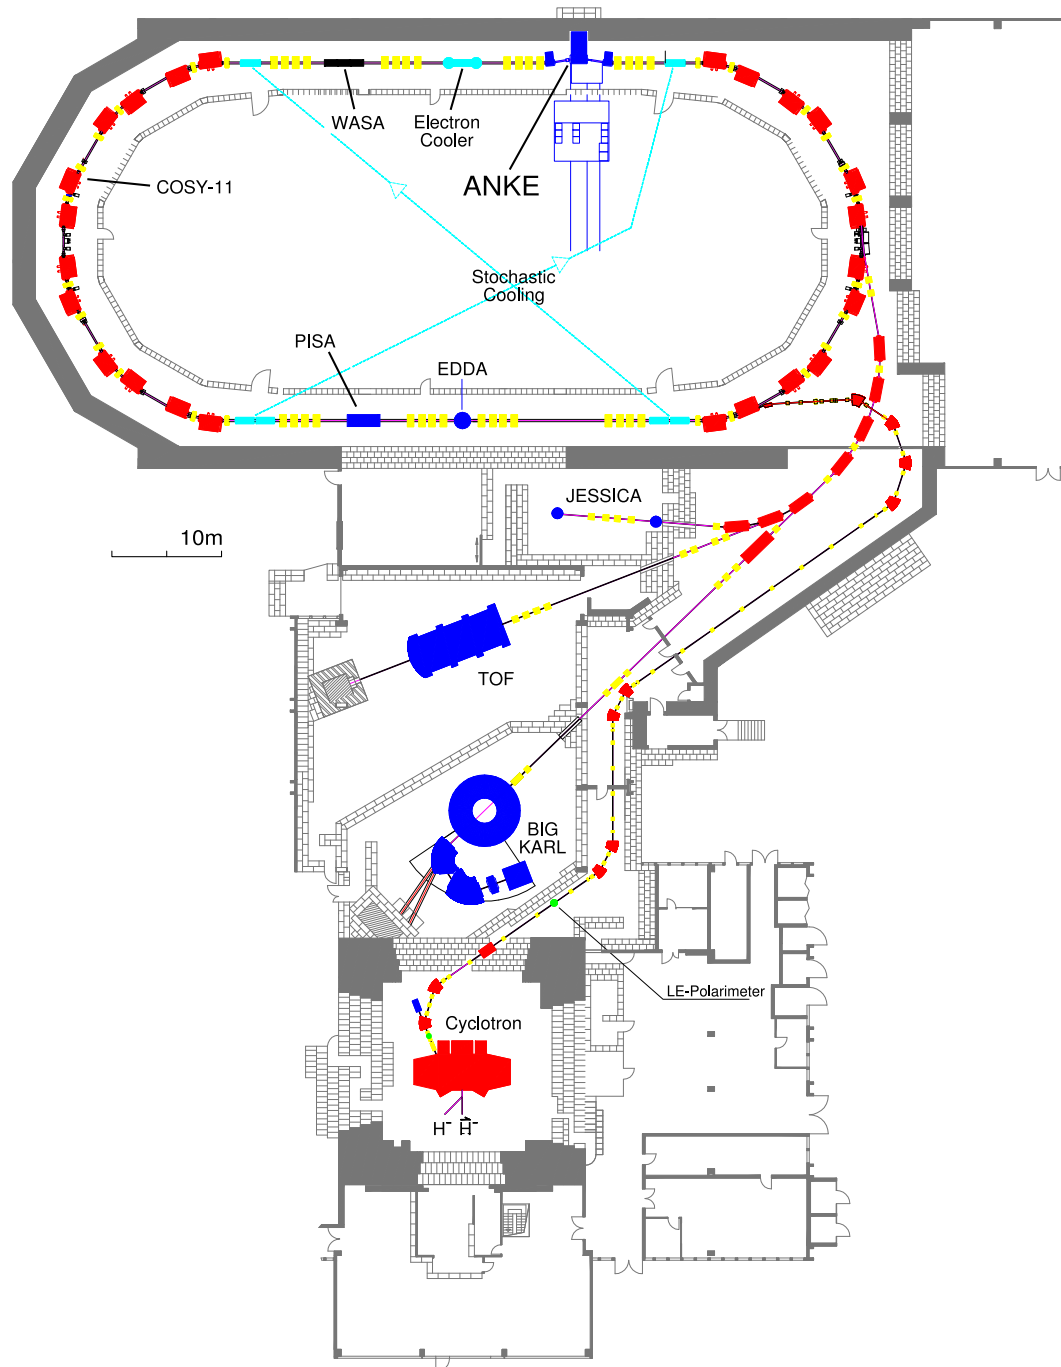 WASA
Electron
Cooler
ANKE
COSY-11
Stochastic
Cooling
PISA
EDDA
JESSICA
10m
TOF
BIG
KARL
LE-Polarimeter
Cyclotron
H⁻ H⃗⁻